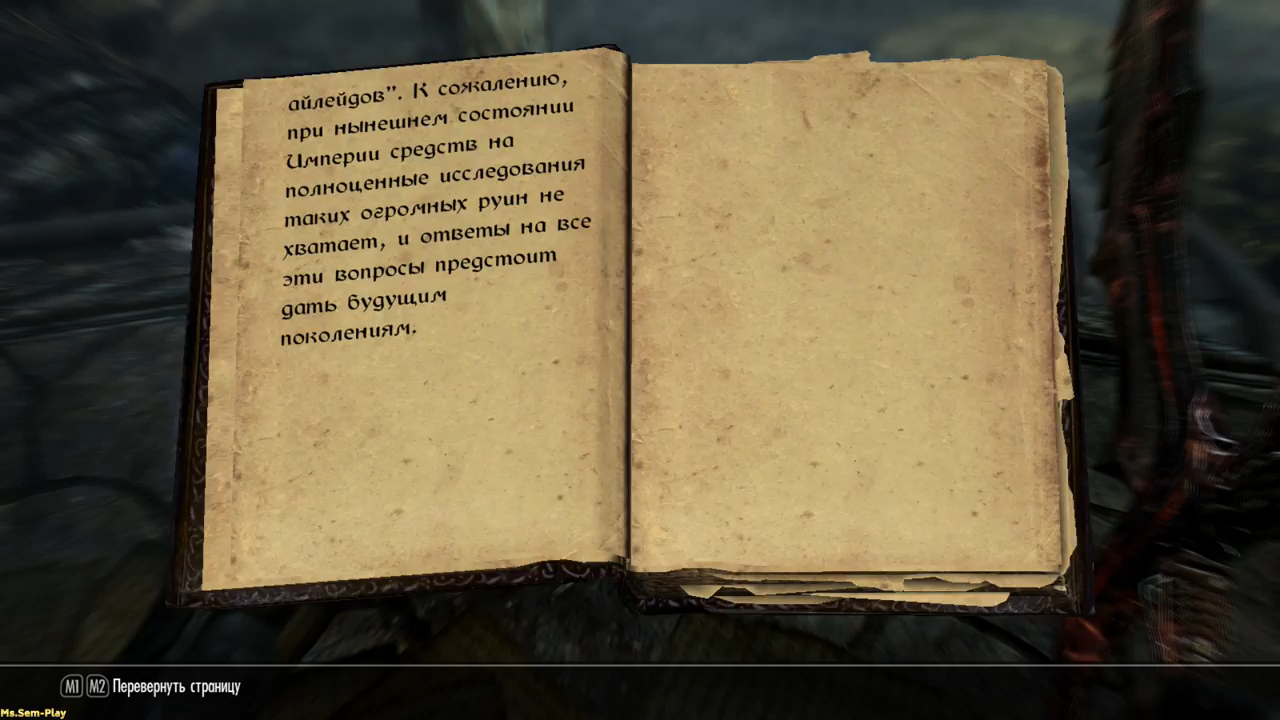 айлейдов”. К сожалению,
при нынешнем состоянии
Империи средств на
полноценные исследования
таких огромных руин не
хватает, и ответы на все
эти вопросы предстоит
дать будущим
поколениям.
M1 M2 Перевернуть страницу
Ms.Sem-Play